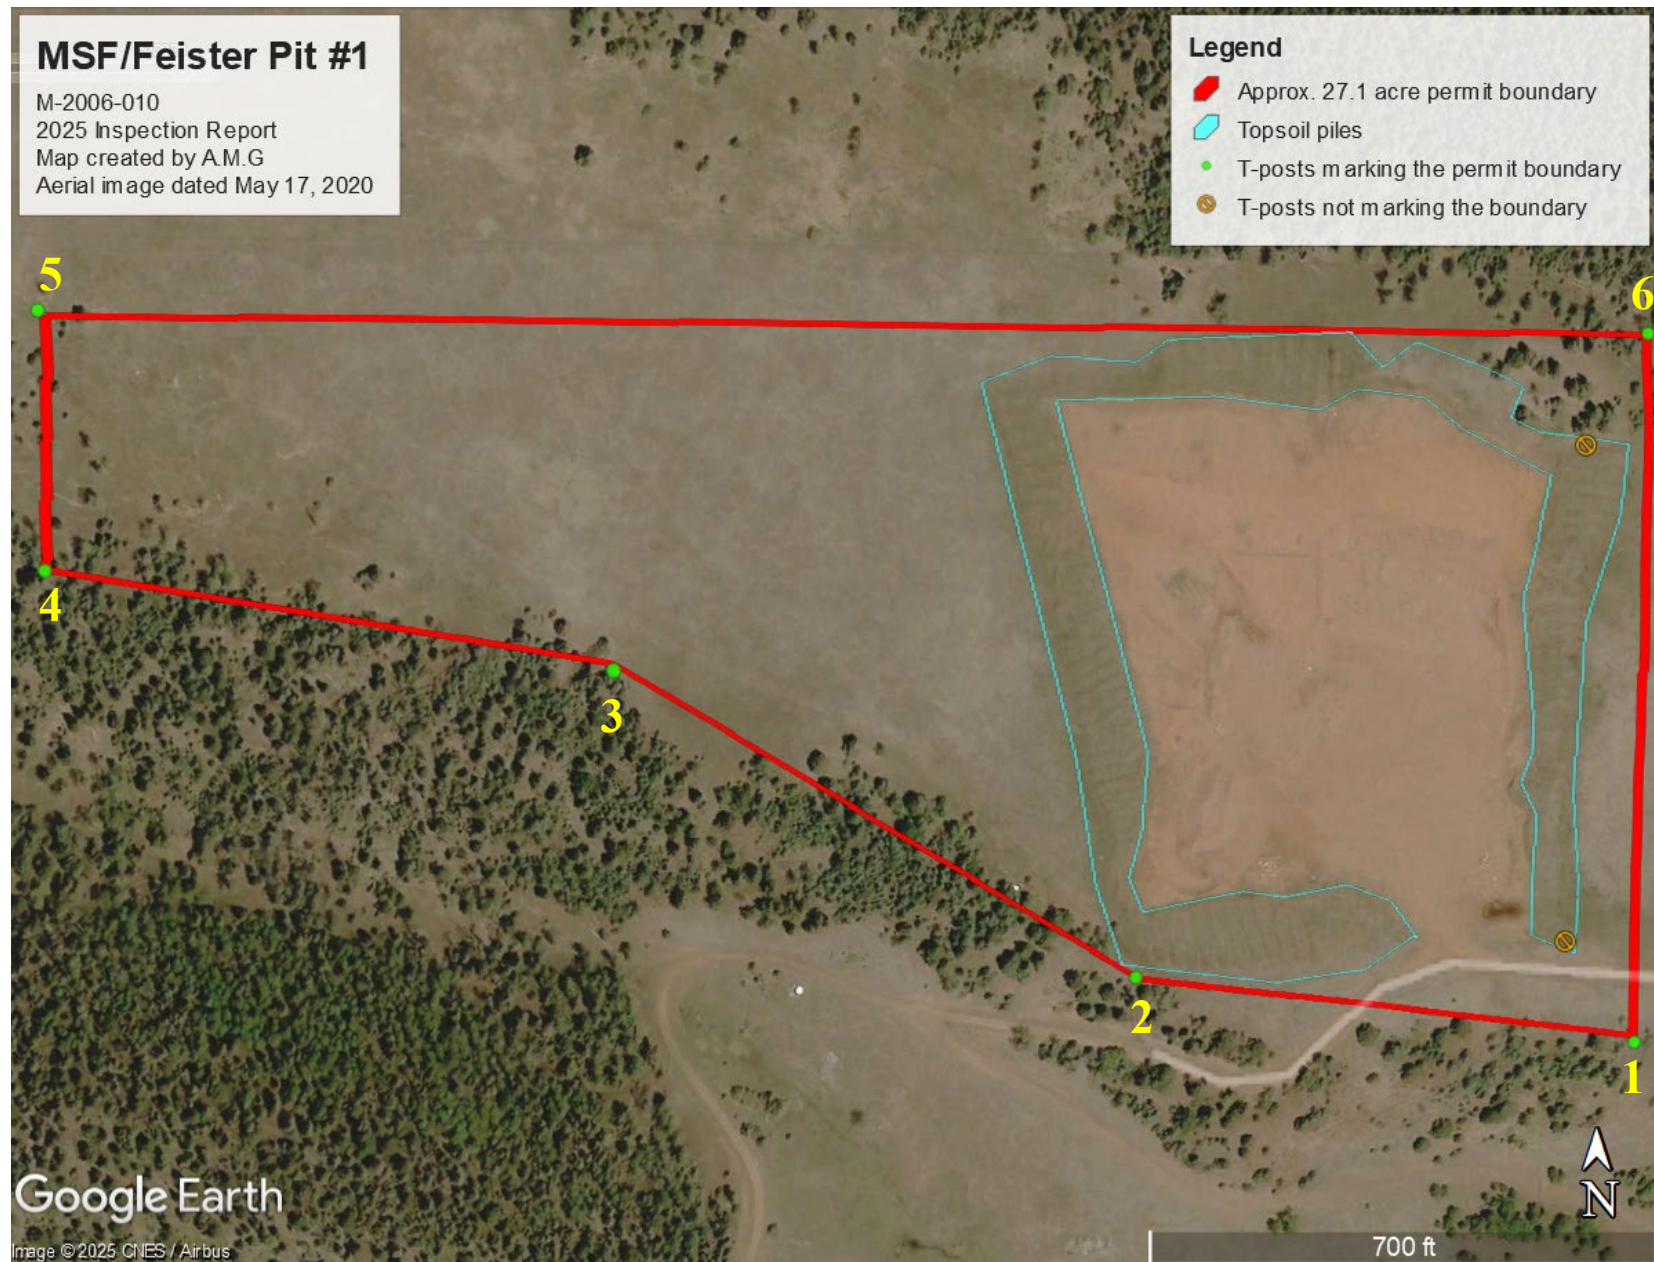 MSF/Feister Pit #1
M-2006-010
2025 Inspection Report
Map created by A.M.G
Aerial image dated May 17, 2020
Legend
Approx. 27.1 acre permit boundary
Topsoil piles
T-posts marking the permit boundary
T-posts not marking the boundary
5
6
4
3
2
1
N
Google Earth
Image © 2025 CNES / Airbus
700 ft